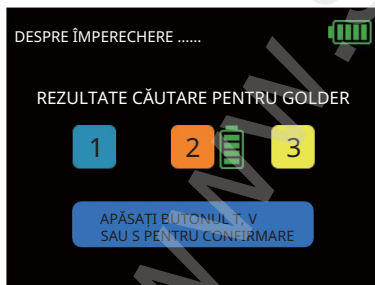 DESPRE ÎMPERECHERE ......
REZULTATE CĂUTARE PENTRU GOLDER
1 2 3
APĂSAȚI BUTONUL T, V
SAU S PENTRU CONFIRMARE